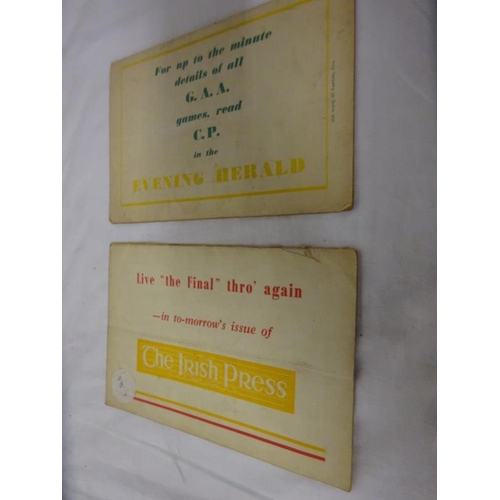 For up to the minute
details of all
G. A. A.
games, read
C.P.
in the
EVENING HERALD
Live "the Final" thro' again
—in to-morrow's issue of
The Irish Press